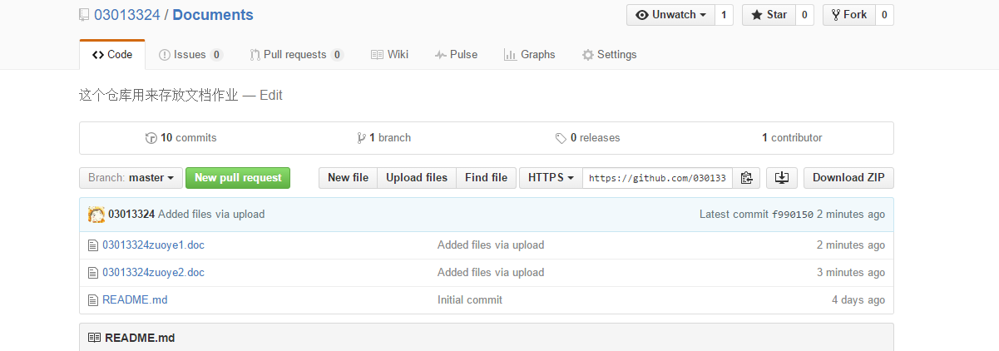 03013324 / Documents
Unwatch 1 Star 0 Fork 0
Code Issues 0 Pull requests 0 Wiki Pulse Graphs Settings
这个仓库用来存放文档作业 — Edit
10 commits 1 branch 0 releases 1 contributor
Branch: master New pull request New file Upload files Find file HTTPS https://github.com/030133 Download ZIP
03013324 Added files via upload Latest commit f990150 2 minutes ago
03013324zuoye1.doc Added files via upload 2 minutes ago
03013324zuoye2.doc Added files via upload 3 minutes ago
README.md Initial commit 4 days ago
README.md